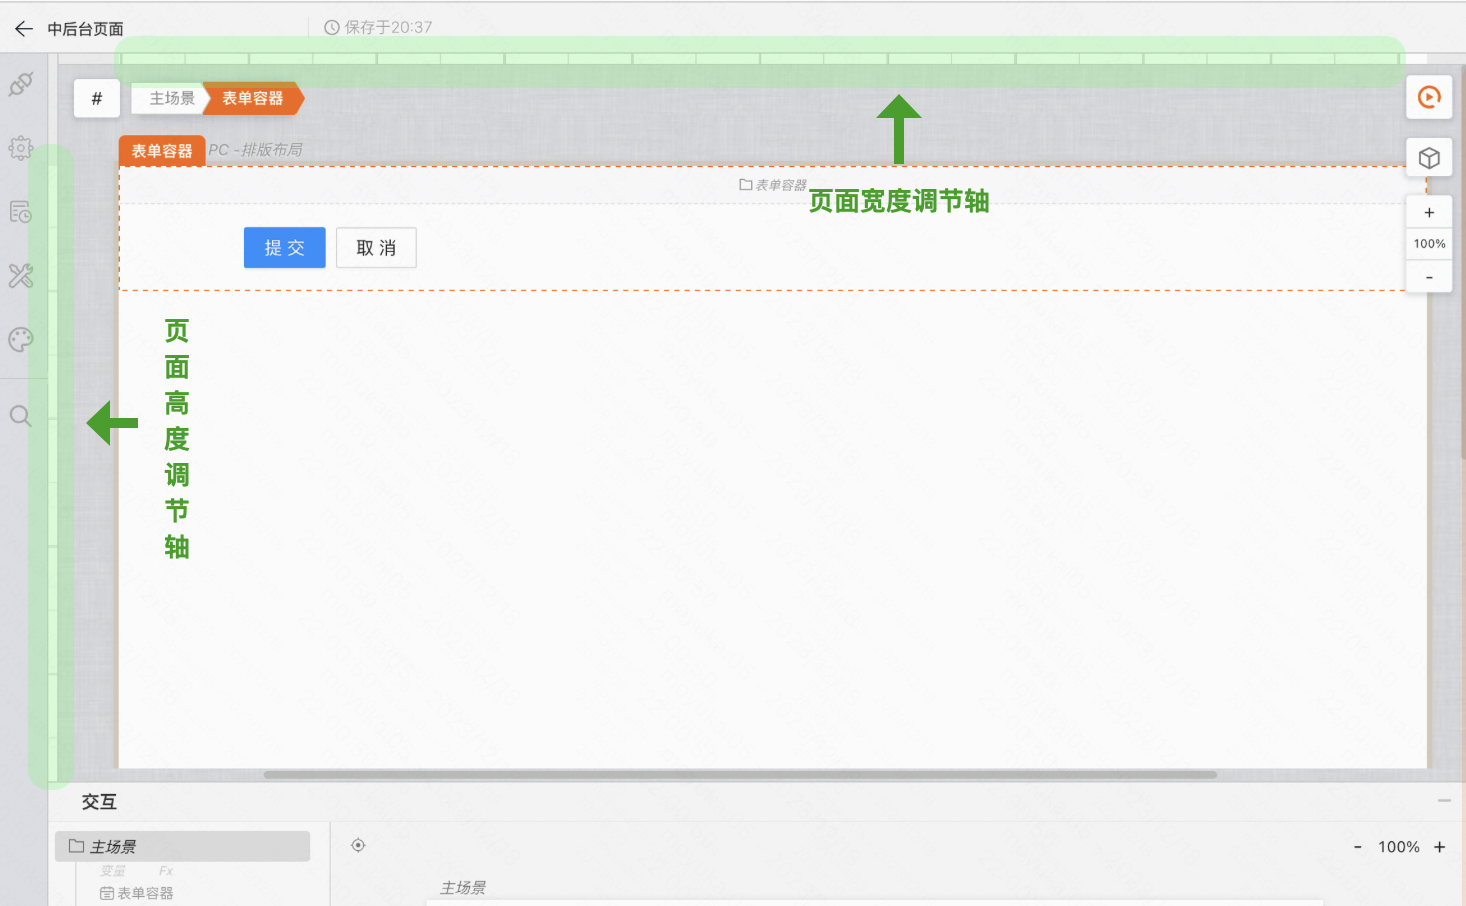 中后台页面
保存于20:37
#
主场景
表单容器
表单容器
PC -排版布局
表单容器
页面宽度调节轴
提 交
取 消
+
100%
-
页
面
高
度
调
节
轴
交互
主场景
变量
Fx
表单容器
- 100% +
主场景